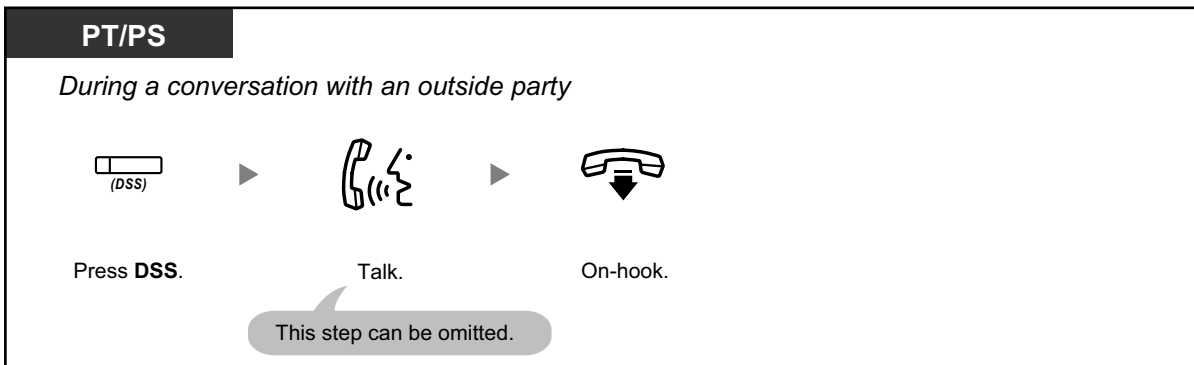 PT/PS
During a conversation with an outside party
(DSS)
Press DSS.
Talk.
On-hook.
This step can be omitted.